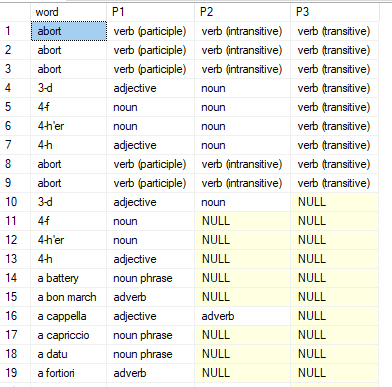 word P1 P2 P3
1 abort verb (participle) verb (intransitive) verb (transitive)
2 abort verb (participle) verb (intransitive) verb (transitive)
3 abort verb (participle) verb (intransitive) verb (transitive)
4 3-d adjective noun verb (transitive)
5 4-f noun noun verb (transitive)
6 4-h'er noun noun verb (transitive)
7 4-h adjective noun verb (transitive)
8 abort verb (participle) verb (intransitive) verb (transitive)
9 abort verb (participle) verb (intransitive) verb (transitive)
10 3-d adjective noun NULL
11 4-f noun NULL NULL
12 4-h'er noun NULL NULL
13 4-h adjective NULL NULL
14 a battery noun phrase NULL NULL
15 a bon march adverb NULL NULL
16 a cappella adjective adverb NULL
17 a capriccio noun phrase NULL NULL
18 a datu noun phrase NULL NULL
19 a fortiori adverb NULL NULL